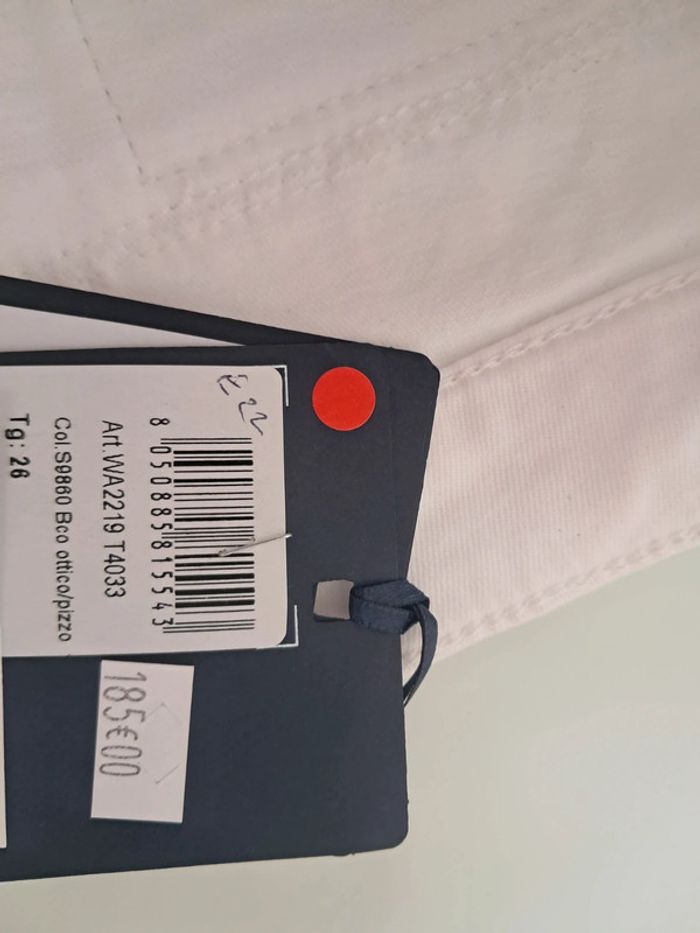 8 050885 815543
Art.WA2219 T4033
Col.S9860 Bco ottico/pizzo
Tg: 26
185€00